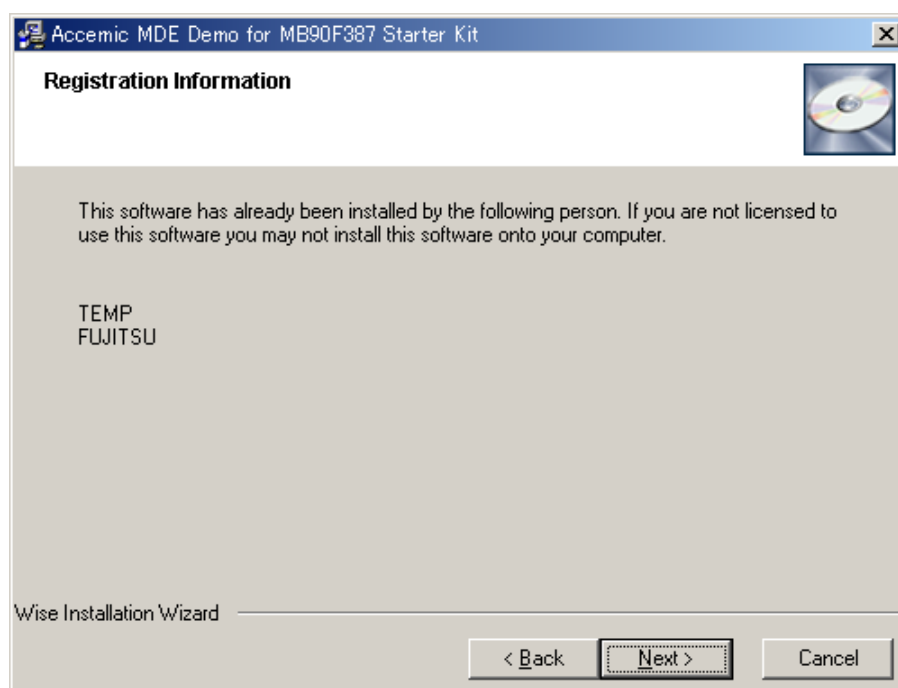 Accemic MDE Demo for MB90F387 Starter Kit
Registration Information
This software has already been installed by the following person. If you are not licensed to
use this software you may not install this software onto your computer.
TEMP
FUJITSU
Wise Installation Wizard
< Back
Next >
Cancel